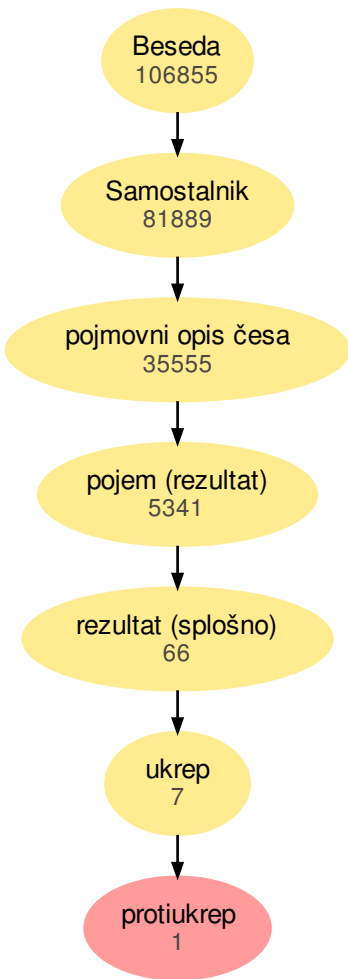 Beseda
106855
Samostalnik
81889
pojmovni opis česa
35555
pojem (rezultat)
5341
rezultat (splošno)
66
ukrep
7
protiukrep
1